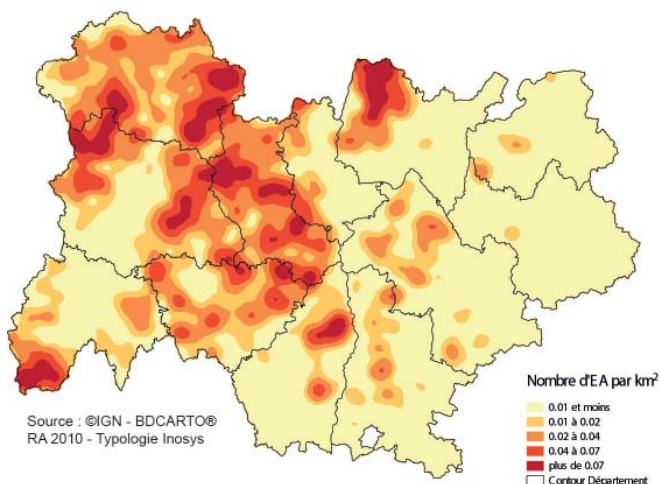 Nombre d'EA par km²
0.01 et moins
0.01 à 0.02
0.02 à 0.04
0.04 à 0.07
plus de 0.07
Contour Département
Source : ©IGN - BDCARTO®
RA 2010 - Typologie Inosys